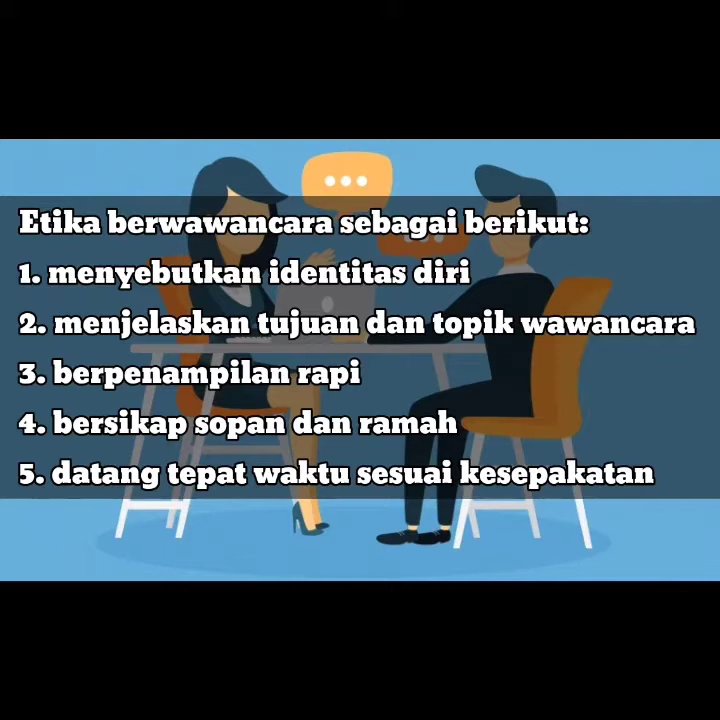 Etika berwawancara sebagai berikut:
1. menyebutkan identitas diri
2. menjelaskan tujuan dan topik wawancara
3. berpenampilan rapi
4. bersikap sopan dan ramah
5. datang tepat waktu sesuai kesepakatan